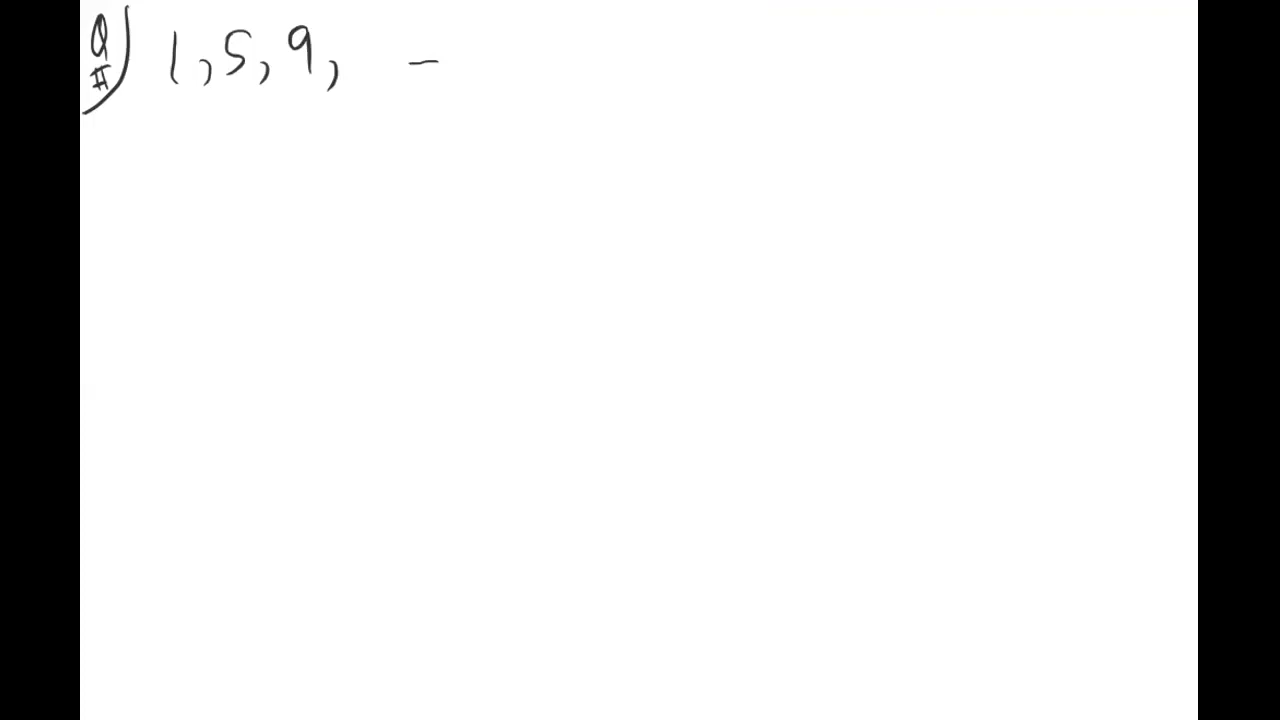 Q
#) 1, 5, 9, -